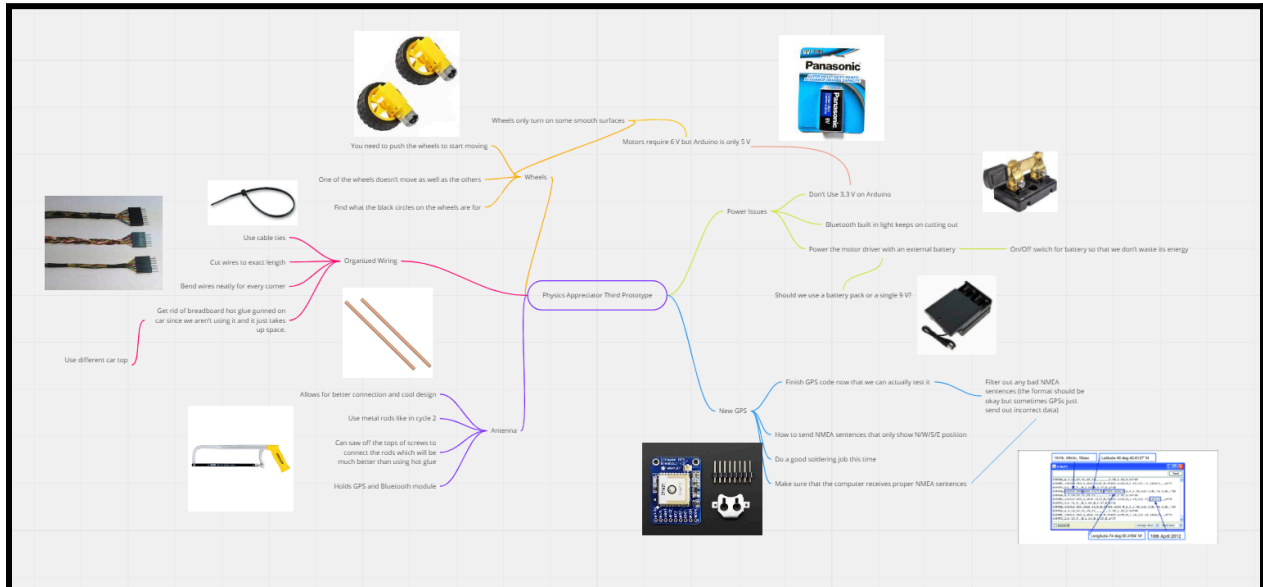 Panasonic
Panasonic
9V
Wheels only turn on some smooth surfaces
Motors require 6 V but Arduino is only 5 V
You need to push the wheels to start moving
Wheels
One of the wheels doesn't move as well as the others
Find what the black circles on the wheels are for
Don't Use 3.3 V on Arduino
Power Issues
Bluetooth built in light keeps on cutting out
Power the motor driver with an external battery
On/Off switch for battery so that we don't waste its energy
Should we use a battery pack or a single 9 V?
Use cable ties
Organized Wiring
Cut wires to exact length
Bend wires neatly for every corner
Get rid of breadboard hot glue gunned on
car since we aren't using it and it just takes
up space.
Use different car top
Physics Appreciator Third Prototype
Allows for better connection and cool design
Use metal rods like in cycle 2
Antenna
Can saw off the tops of screws to
connect the rods which will be
much better than using hot glue
Holds GPS and Bluetooth module
Finish GPS code now that we can actually test it
Filter out any bad NMEA
sentences (the format should be
okay but sometimes GPSs just
send out incorrect data)
New GPS
How to send NMEA sentences that only show N/W/S/E position
Do a good soldering job this time
Make sure that the computer receives proper NMEA sentences
18th April 2012